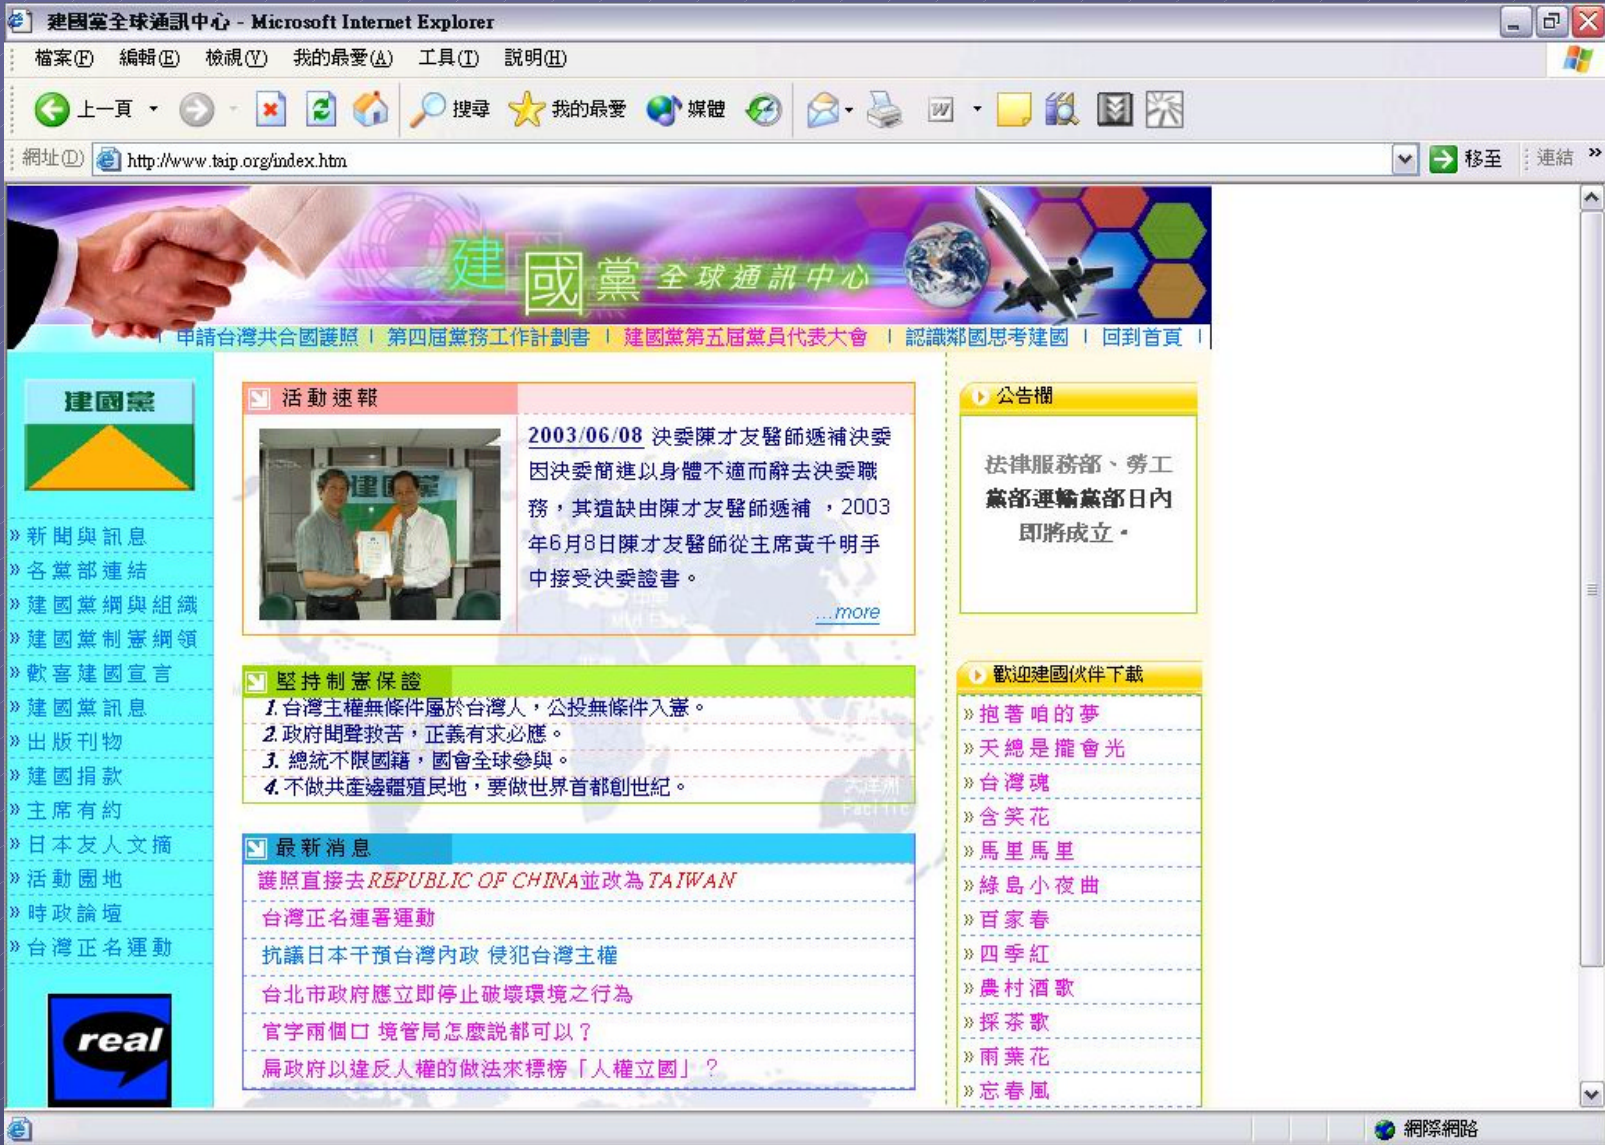 建國黨全球通訊中心 - Microsoft Internet Explorer
檔案(F) 編輯(E) 檢視(V) 我的最愛(A) 工具(T) 說明(H)
上一頁 搜尋 我的最愛 媒體
網址(D) http://www.taip.org/index.htm 移至 連結 »
建國黨全球通訊中心
| 申請台灣共合國護照 | 第四屆黨務工作計劃書 | 建國黨第五屆黨員代表大會 | 認識鄰國思考建國 | 回到首頁 |
建國黨
» 新聞與訊息
» 各黨部連結
» 建國黨綱與組織
» 建國黨制憲綱領
» 歡喜建國宣言
» 建國黨訊息
» 出版刊物
» 建國捐款
» 主席有約
» 日本友人文摘
» 活動園地
» 時政論壇
» 台灣正名運動
real
活動速報
建國黨
2003/06/08 決委陳才友醫師遞補決委
因決委簡進以身體不適而辭去決委職
務，其遺缺由陳才友醫師遞補 ，2003
年6月8日陳才友醫師從主席黃千明手
中接受決委證書。
...more
堅持制憲保證
1. 台灣主權無條件屬於台灣人，公投無條件入憲。
2. 政府聞聲救苦，正義有求必應。
3. 總統不限國籍，國會全球參與。
4. 不做共產邊疆殖民地，要做世界首都創世紀。
大洋洲
Pacific
最新消息
護照直接去REPUBLIC OF CHINA並改為TAIWAN
台灣正名連署運動
抗議日本干預台灣內政 侵犯台灣主權
台北市政府應立即停止破壞環境之行為
官字兩個口 境管局怎麼說都可以？
扁政府以違反人權的做法來標榜「人權立國」？
公告欄
法律服務部、勞工
黨部運輸黨部日內
即將成立。
歡迎建國伙伴下載
» 抱著咱的夢
» 天總是攏會光
» 台灣魂
» 含笑花
» 馬里馬里
» 綠島小夜曲
» 百家春
» 四季紅
» 農村酒歌
» 採茶歌
» 雨葉花
» 忘春風
網際網路